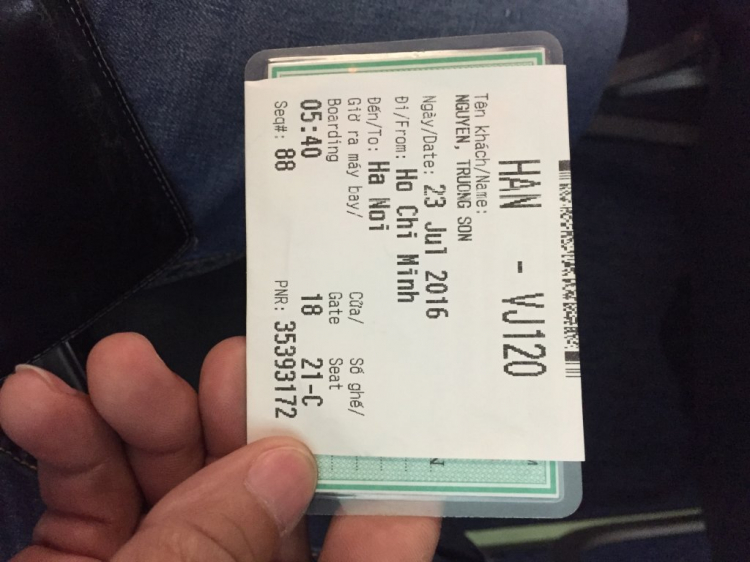 HAN - VJ120
Tên khách/Name:
NGUYEN, TRUONG SON
Ngày/Date: 23 Jul 2016
Đi/From: Ho Chi Minh
Đến/To: Ha Noi
Giờ ra máy bay/ Cửa/ Số ghế/
Boarding Gate Seat
05:40 18 21-C
Seq#: 88 PNR: 35393172